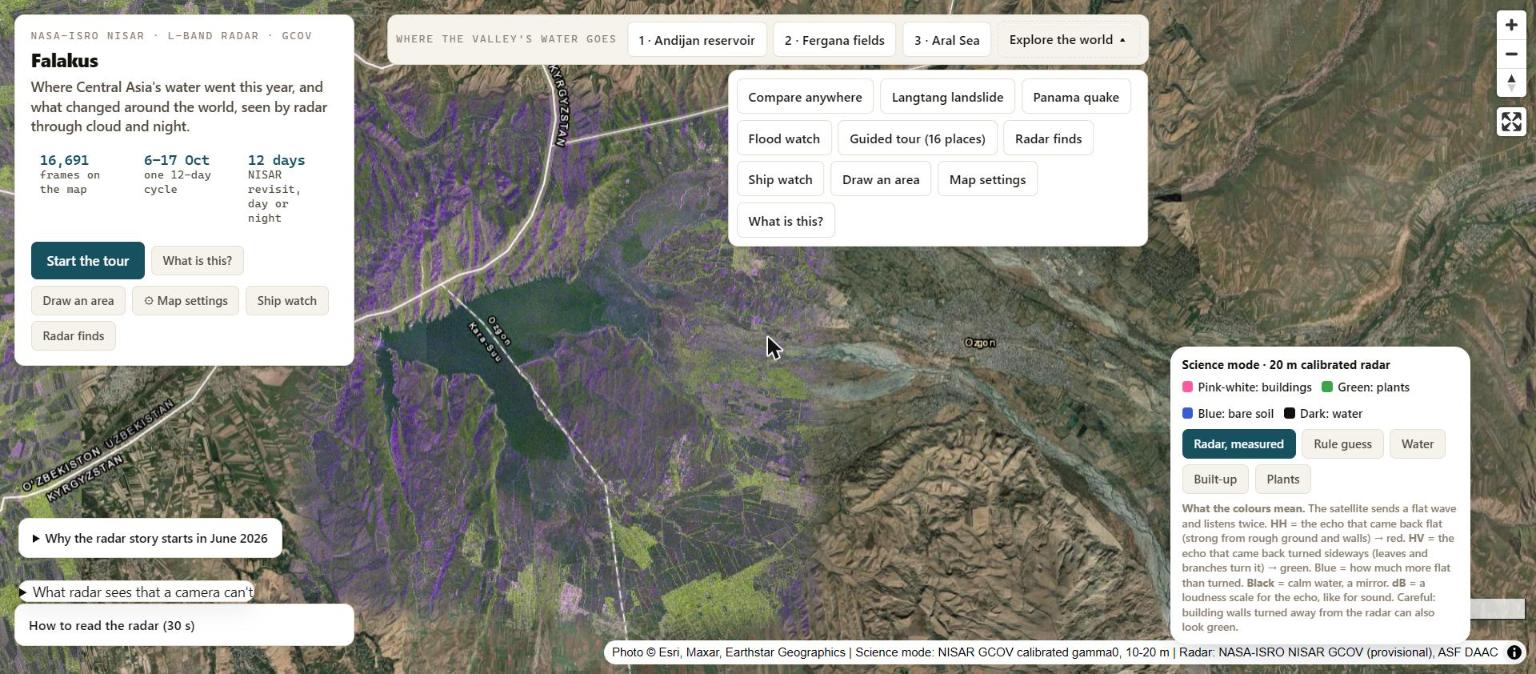 NASA-ISRO NISAR · L-BAND RADAR · GCOV
Falakus
Where Central Asia's water went this year, and
what changed around the world, seen by radar
through cloud and night.
16,691
frames on
the map
6–17 Oct
one 12-day
cycle
12 days
NISAR
revisit,
day or
night
Start the tour
What is this?
Draw an area
⚙ Map settings
Ship watch
Radar finds
WHERE THE VALLEY'S WATER GOES
1 · Andijan reservoir
2 · Fergana fields
3 · Aral Sea
Explore the world ▲
Compare anywhere
Langtang landslide
Panama quake
Flood watch
Guided tour (16 places)
Radar finds
Ship watch
Draw an area
Map settings
What is this?
KYRGYZSTAN
Ozgon
Kara-Suu
Ozgon
O'ZBEKISTON UZBEKISTAN
KYRGYZSTAN
▶ Why the radar story starts in June 2026
▶ What radar sees that a camera can't
How to read the radar (30 s)
Science mode · 20 m calibrated radar
Pink-white: buildings
Green: plants
Blue: bare soil
Dark: water
Radar, measured
Rule guess
Water
Built-up
Plants
What the colours mean. The satellite sends a flat wave
and listens twice. HH = the echo that came back flat
(strong from rough ground and walls) → red. HV = the
echo that came back turned sideways (leaves and
branches turn it) → green. Blue = how much more flat
than turned. Black = calm water, a mirror. dB = a
loudness scale for the echo, like for sound. Careful:
building walls turned away from the radar can also
look green.
Photo © Esri, Maxar, Earthstar Geographics | Science mode: NISAR GCOV calibrated gamma0, 10-20 m | Radar: NASA-ISRO NISAR GCOV (provisional), ASF DAAC